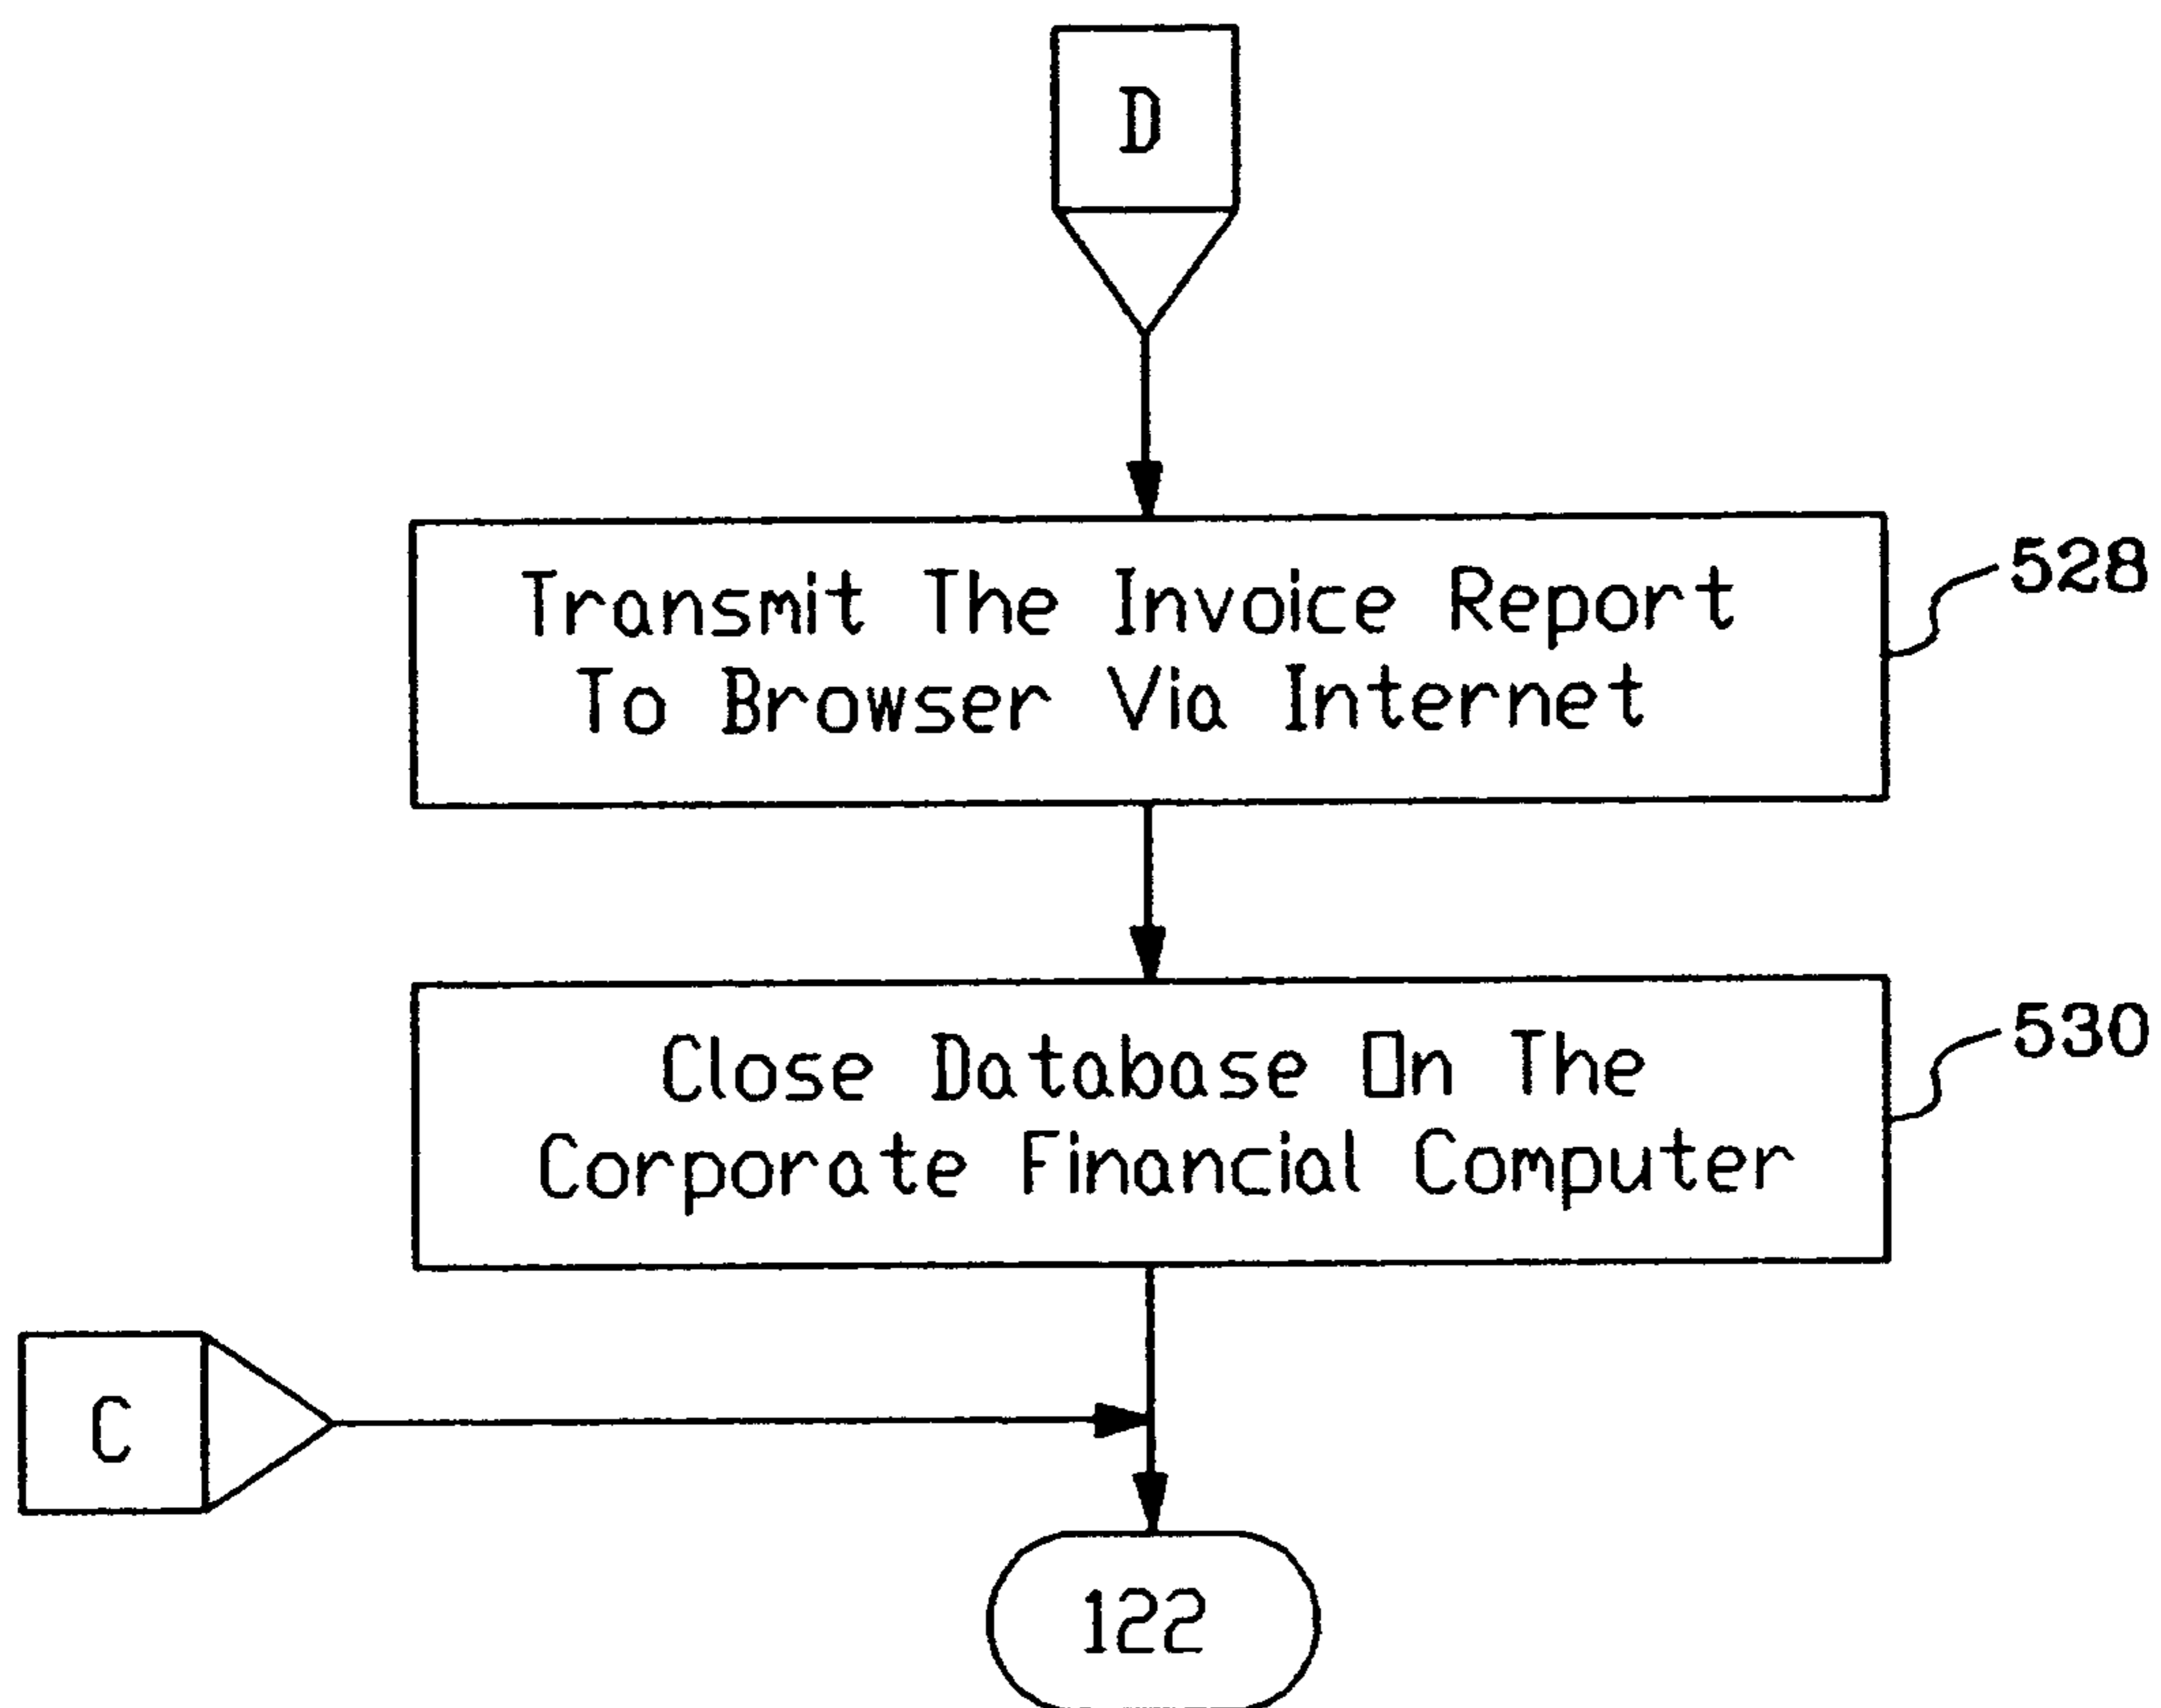 D
Transmit The Invoice Report
To Browser Via Internet
528
Close Database On The
Corporate Financial Computer
530
C
122